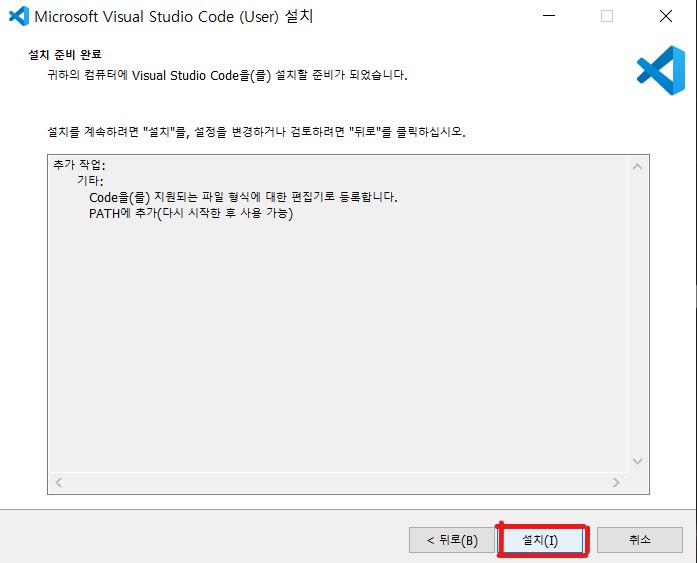 Microsoft Visual Studio Code (User) 설치
설치 준비 완료
귀하의 컴퓨터에 Visual Studio Code을(를) 설치할 준비가 되었습니다.
설치를 계속하려면 "설치"를, 설정을 변경하거나 검토하려면 "뒤로"를 클릭하십시오.
추가 작업:
기타:
Code을(를) 지원되는 파일 형식에 대한 편집기로 등록합니다.
PATH에 추가(다시 시작한 후 사용 가능)
< 뒤로(B)
설치(I)
취소